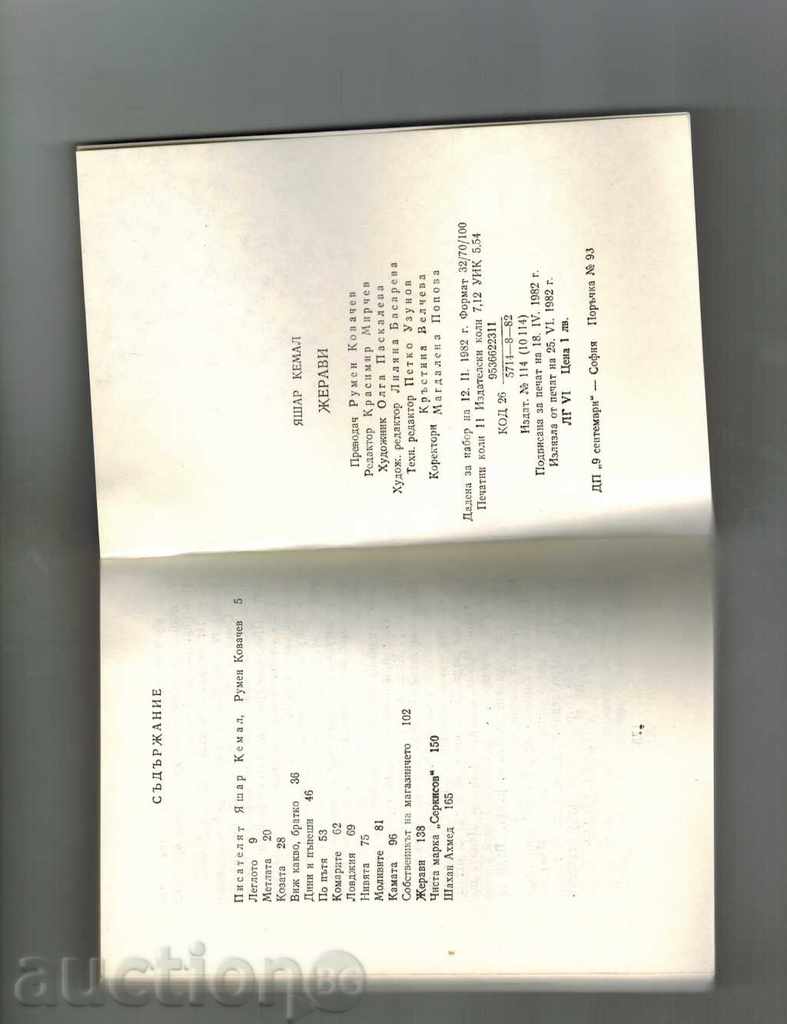 СЪДЪРЖАНИЕ
Писателят Яшар Кемал, Румен Ковачев 5
Леглото 9
Метлата 20
Козата 28
Виж какво, братко 36
Дини и пъпеши 46
По пътя 53
Комарите 62
Ловджия 69
Нивята 75
Моливите 81
Камата 96
Собственикът на магазинчето 102
Жерави 138
Чиста марка „Серкисов“ 150
Шахан Ахмед 165
ЯШАР КЕМАЛ
ЖЕРАВИ
Преводач Румен Ковачев
Редактор Красимир Мирчев
Художник Олга Паскалева
Худож. редактор Лиляна Басарева
Техн. редактор Петко Узунов
Кръстина Велчева
Коректори Магдалена Попова
Дадена за набор на 12. II. 1982 г. Формат 32/70/100
Печатни коли 11 Издателски коли 7,12 УИК 5,54
9536622311
КОД 26
5714—8—82
Издат. № 114 (10 114)
Подписана за печат на 18. IV. 1982 г.
Излязла от печат на 25. VI. 1982 г.
ЛГ VI Цена 1 лв.
ДП „9 септември“ — София Поръчка № 93
auction.BG